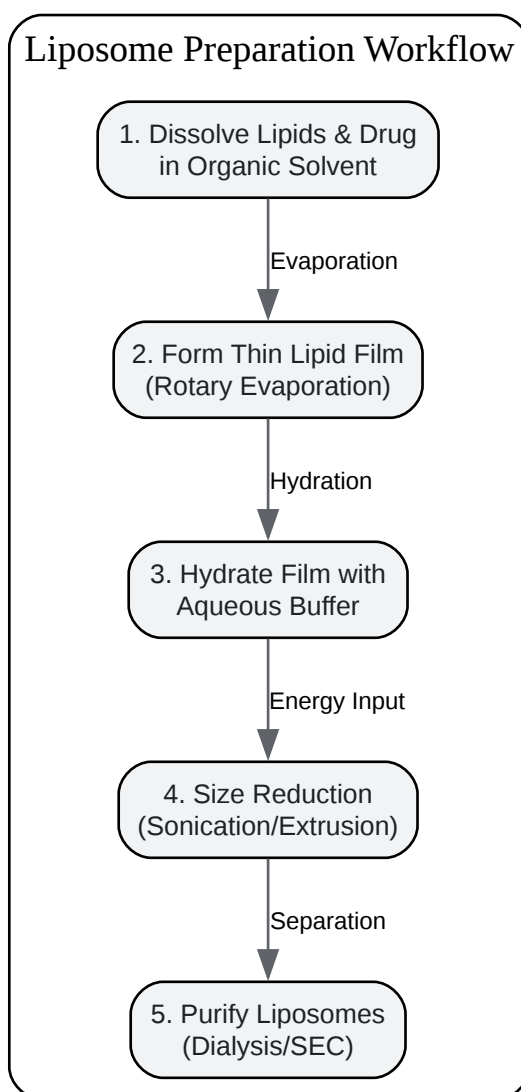 Liposome Preparation Workflow
1. Dissolve Lipids & Drug
in Organic Solvent
Evaporation
2. Form Thin Lipid Film
(Rotary Evaporation)
Hydration
3. Hydrate Film with
Aqueous Buffer
Energy Input
4. Size Reduction
(Sonication/Extrusion)
Separation
5. Purify Liposomes
(Dialysis/SEC)